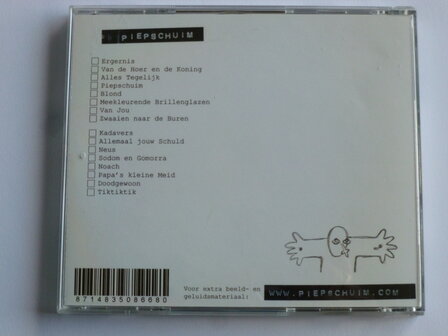 PIEPSCHUIM
Ergernis
Van de Hoer en de Koning
Alles Tegelijk
Piepschuim
Blond
Meekleurende Brillenglazen
Van Jou
Zwaaien naar de Buren
Kadavers
Allemaal jouw Schuld
Neus
Sodom en Gomorra
Noach
Papa's kleine Meid
Doodgewoon
Tiktiktik
8714835086680
Voor extra beeld- en
geluidsmateriaal:
WWW.PIEPSCHUIM.COM